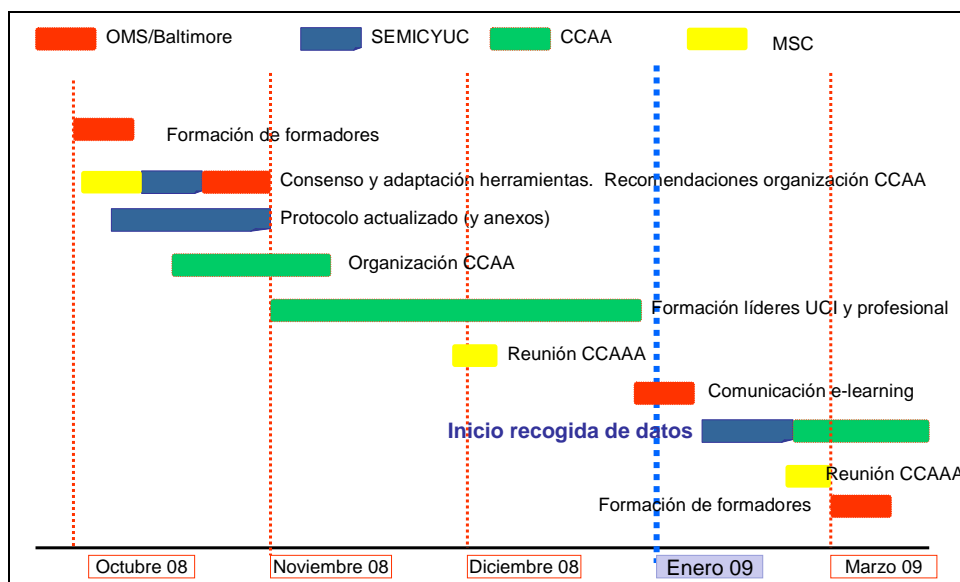 OMS/Baltimore SEMICYUC CCAA MSC
Formación de formadores
Consenso y adaptación herramientas. Recomendaciones organización CCAA
Protocolo actualizado (y anexos)
Organización CCAA
Formación líderes UCI y profesional
Reunión CCAAA
Comunicación e-learning
Inicio recogida de datos
Reunión CCAAA
Formación de formadores
Octubre 08 Noviembre 08 Diciembre 08 Enero 09 Marzo 09